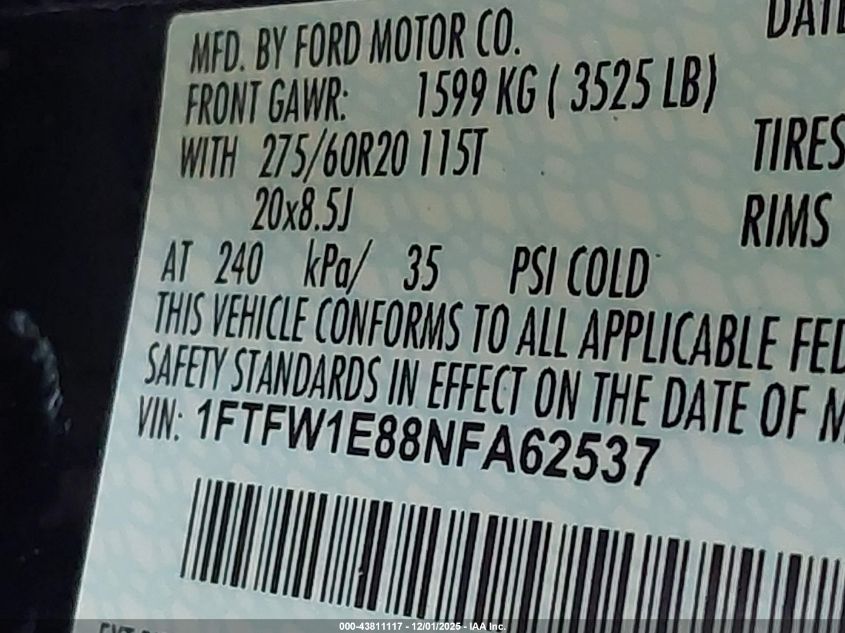 DATE
MFD. BY FORD MOTOR CO.
FRONT GAWR: 1599 KG ( 3525 LB)
WITH 275/60R20 115T TIRES
20x8.5J RIMS
AT 240 kPa/ 35 PSI COLD
THIS VEHICLE CONFORMS TO ALL APPLICABLE FED
SAFETY STANDARDS IN EFFECT ON THE DATE OF M
VIN: 1FTFW1E88NFA62537
000-43811117 - 12/01/2025 - IAA Inc.